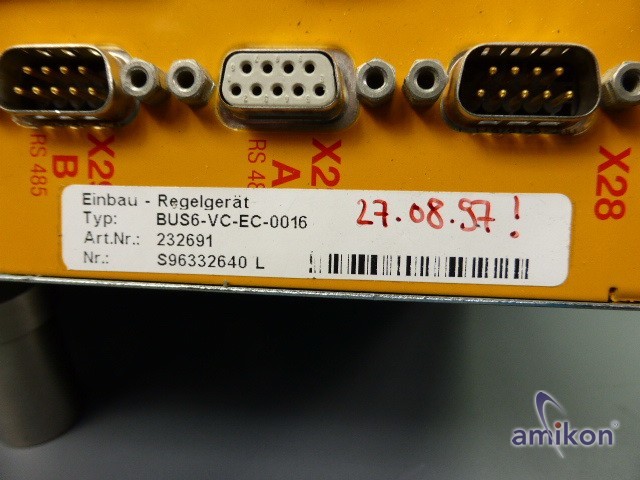 X29
B
RS 485
X2
A
RS 48
X28
Einbau - Regelgerät
Typ: BUS6-VC-EC-0016
Art.Nr.: 232691
Nr.: S96332640 L
27.08.97!
amikon